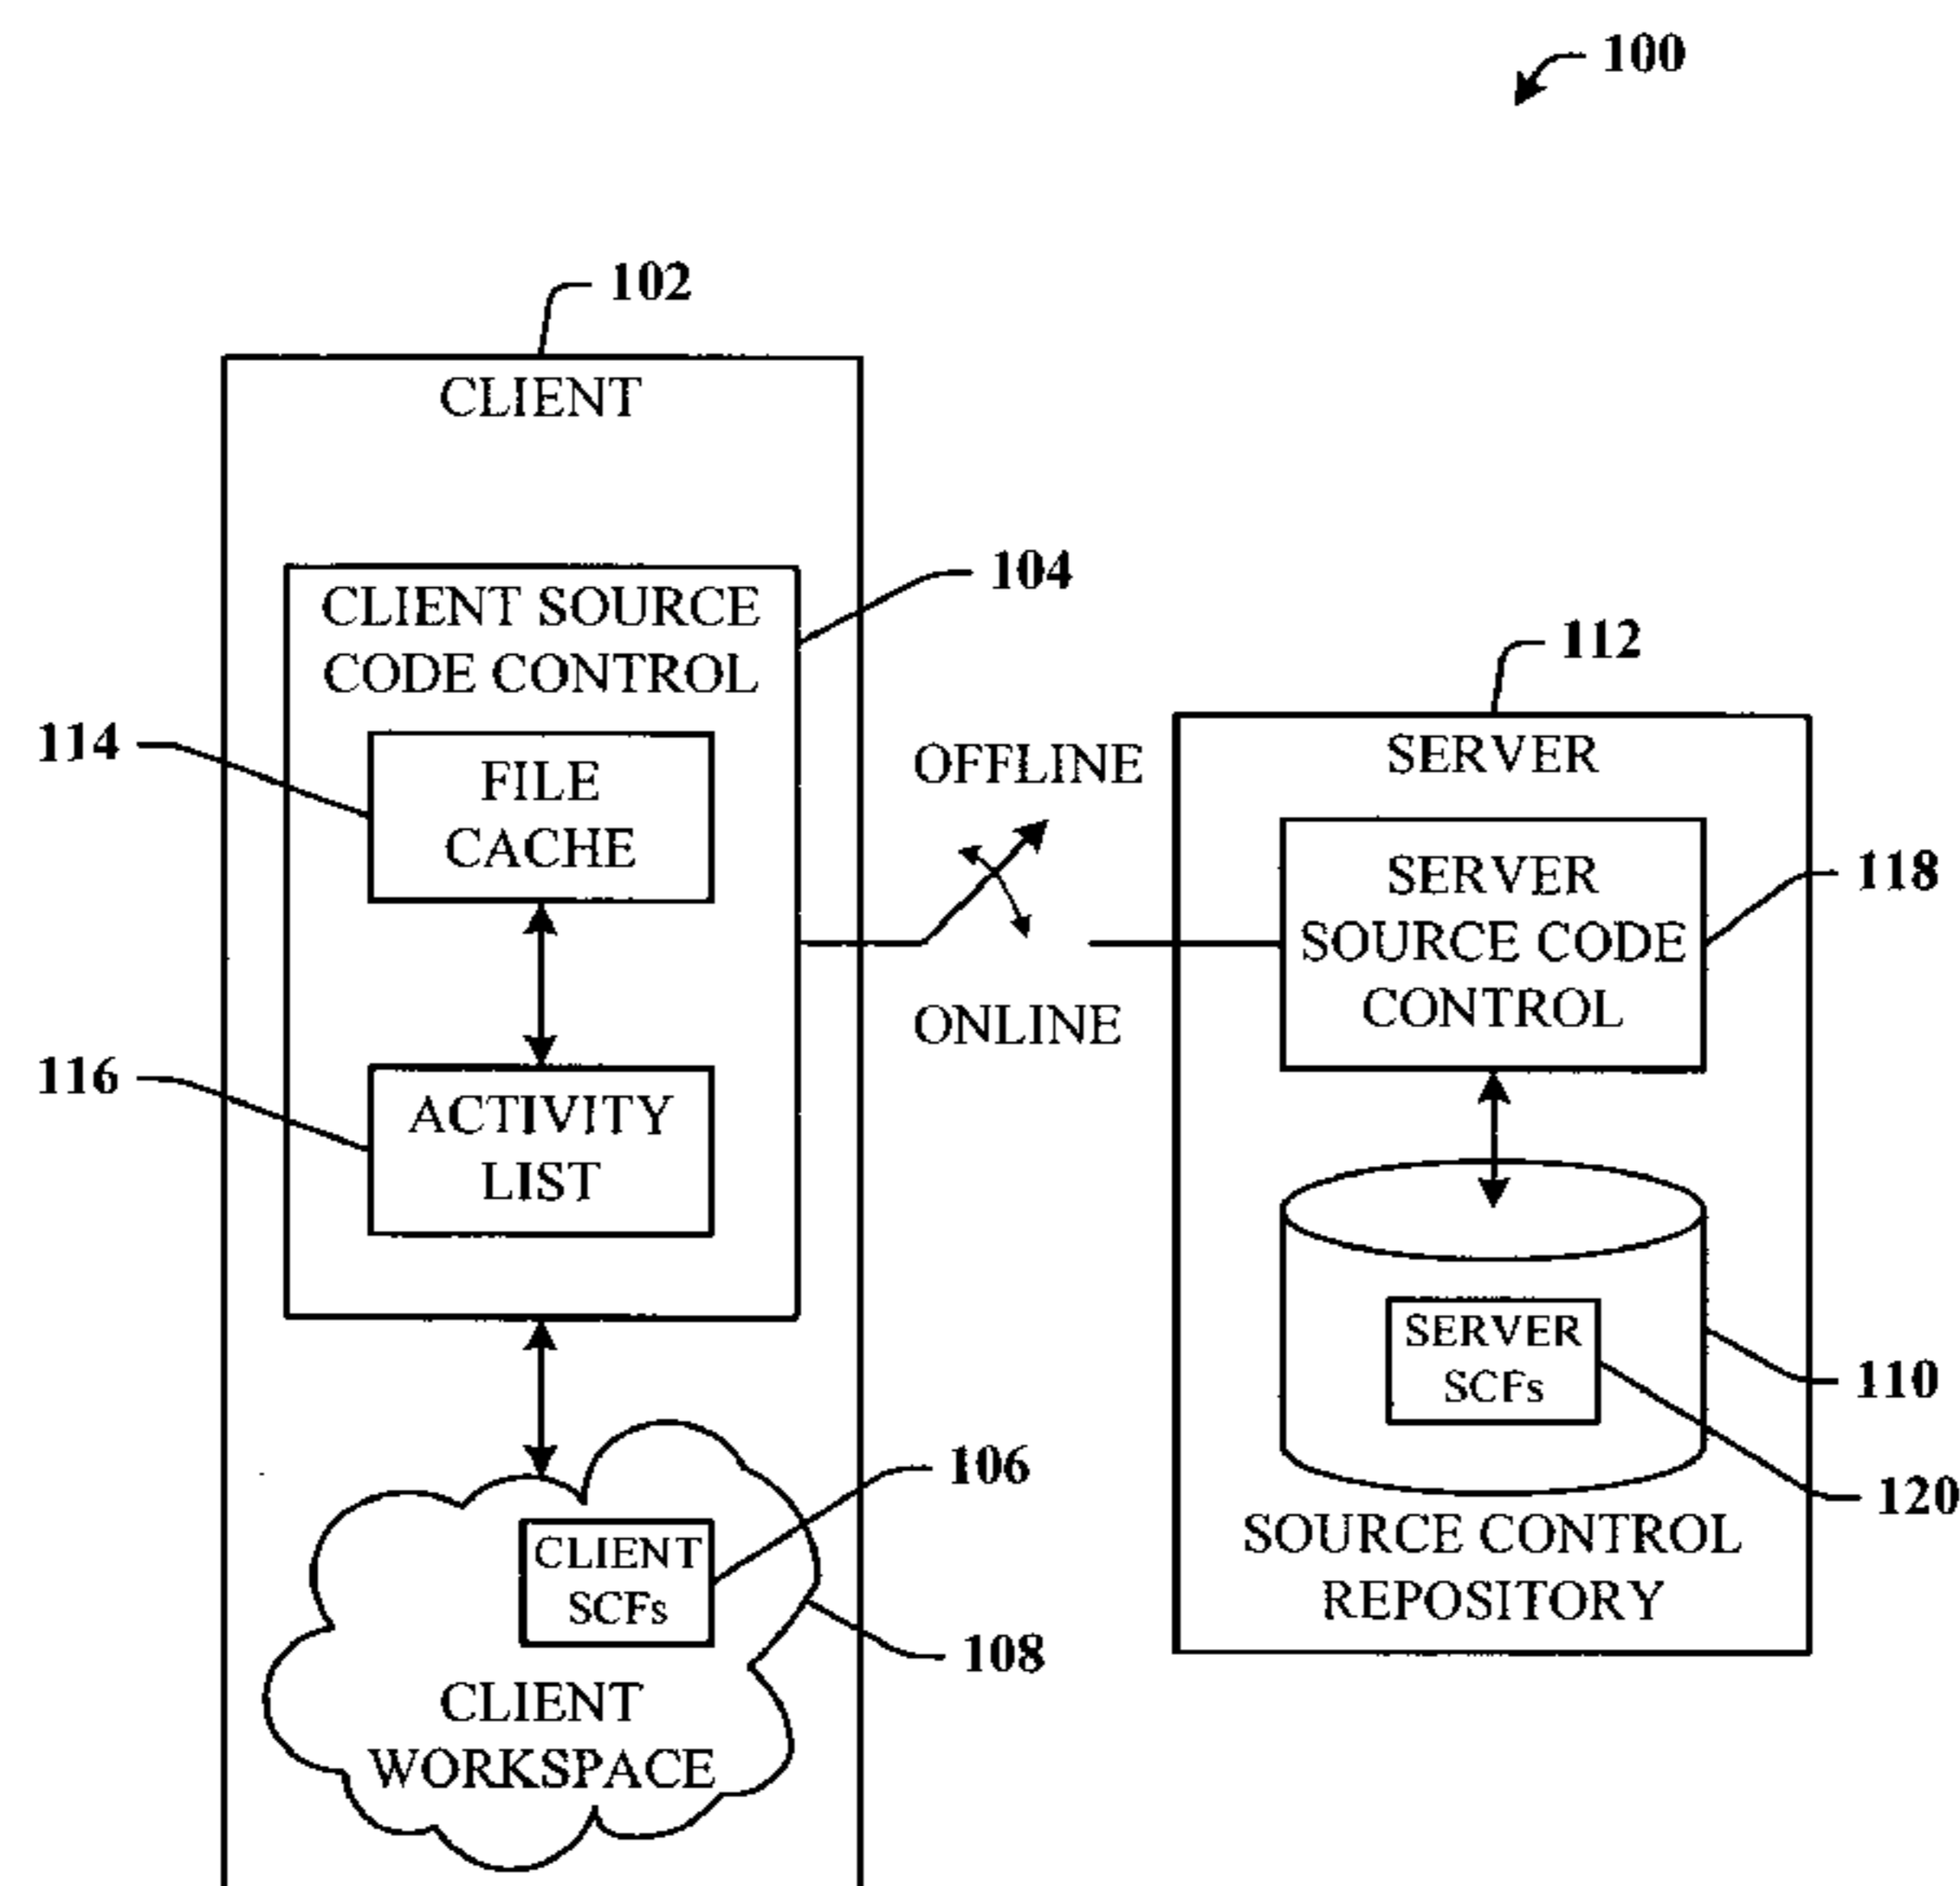 100
102
CLIENT
104
CLIENT SOURCE
CODE CONTROL
114
FILE
CACHE
116
ACTIVITY
LIST
OFFLINE
ONLINE
112
SERVER
SERVER
SOURCE CODE
CONTROL
118
SERVER
SCFs
110
120
SOURCE CONTROL
REPOSITORY
106
CLIENT
SCFs
108
CLIENT
WORKSPACE